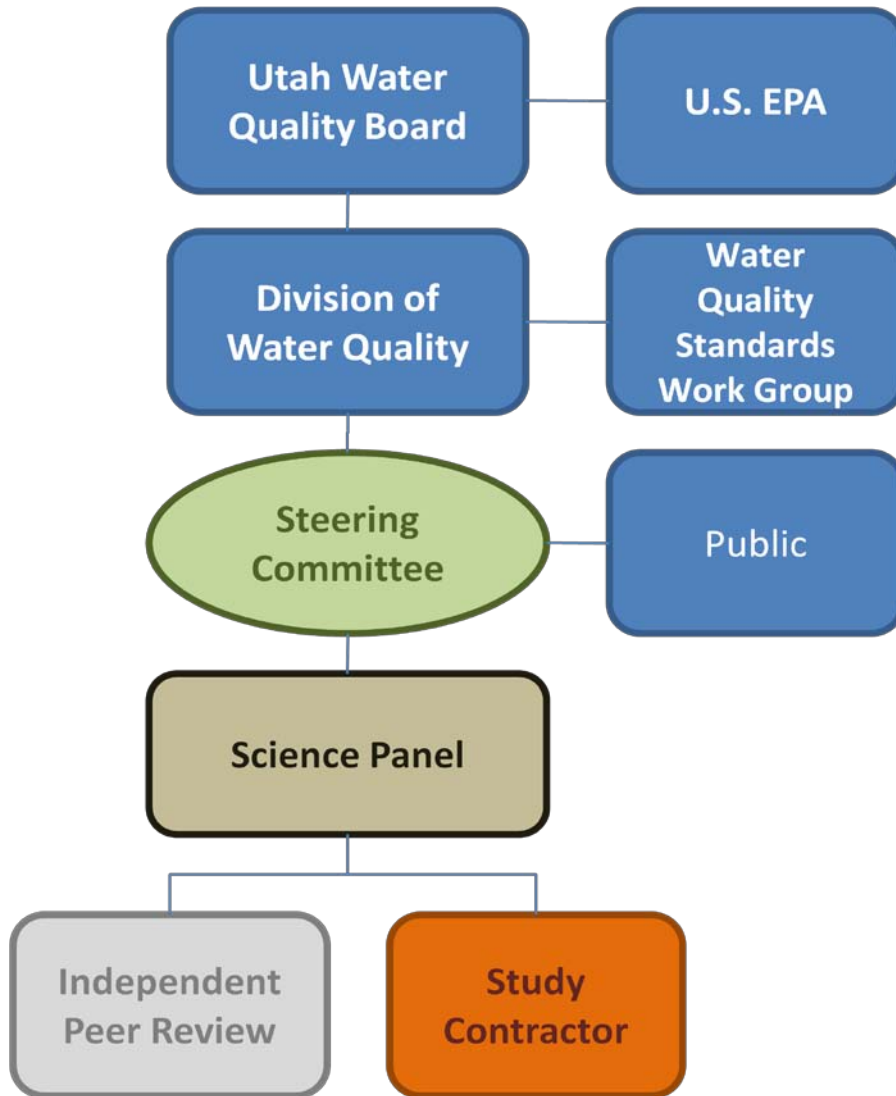 Utah Water
Quality Board
U.S. EPA
Division of
Water Quality
Water
Quality
Standards
Work Group
Steering
Committee
Public
Science Panel
Independent
Peer Review
Study
Contractor